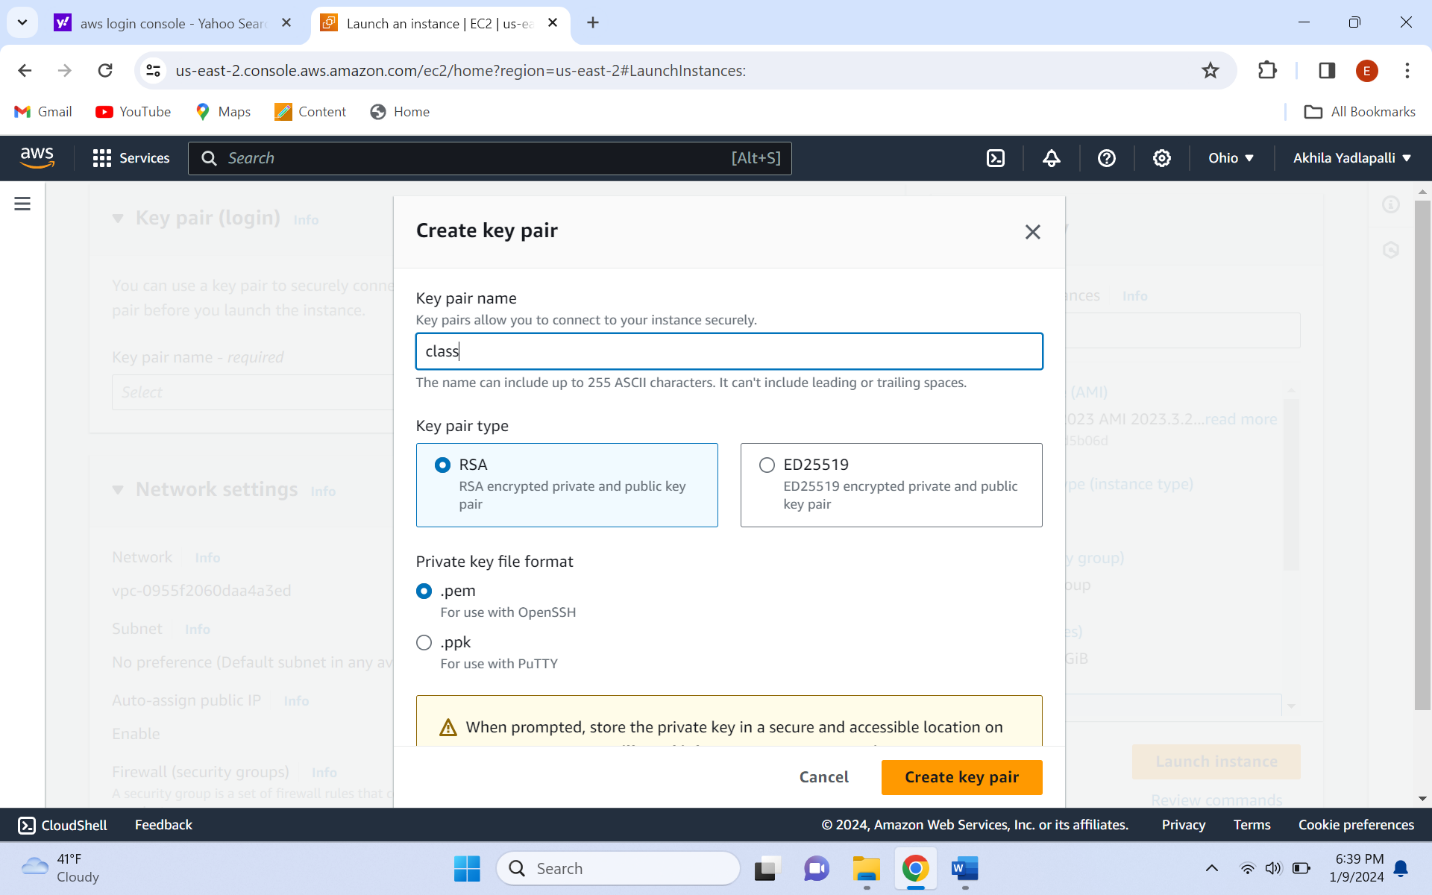 aws login console - Yahoo Sear
Launch an instance | EC2 | us-ea
us-east-2.console.aws.amazon.com/ec2/home?region=us-east-2#LaunchInstances:
E
Gmail
YouTube
Maps
Content
Home
All Bookmarks
aws
Services
Search
[Alt+S]
Ohio
Akhila Yadlapalli
Key pair (login) Info
You can use a key pair to securely conne
pair before you launch the instance.
Key pair name - required
Select
Network settings Info
Network Info
vpc-0955f2060daa4a3ed
Subnet Info
No preference (Default subnet in any av
Auto-assign public IP Info
Enable
Firewall (security groups) Info
A security group is a set of firewall rules that c
Create key pair
Key pair name
Key pairs allow you to connect to your instance securely.
class
The name can include up to 255 ASCII characters. It can't include leading or trailing spaces.
Key pair type
RSA
RSA encrypted private and public key
pair
ED25519
ED25519 encrypted private and public
key pair
Private key file format
.pem
For use with OpenSSH
.ppk
For use with PuTTY
When prompted, store the private key in a secure and accessible location on
Cancel
Create key pair
nces Info
(AMI)
023 AMI 2023.3.2...read more
5b06d
pe (instance type)
y group)
oup
es)
GiB
Launch instance
Review commands
CloudShell
Feedback
© 2024, Amazon Web Services, Inc. or its affiliates.
Privacy
Terms
Cookie preferences
41°F
Cloudy
Search
6:39 PM
1/9/2024